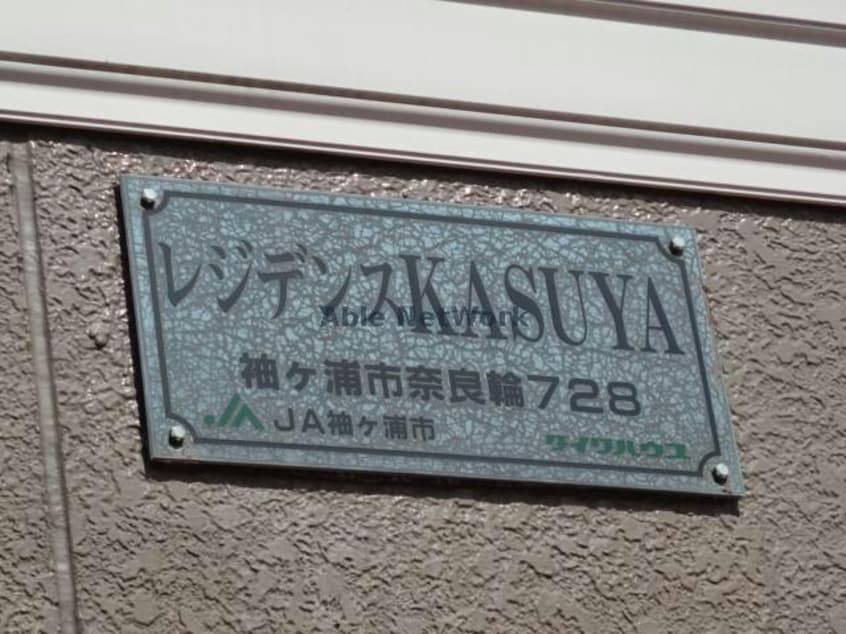 レジデンスKASUYA
Able NetWork
袖ヶ浦市奈良輪728
JA袖ヶ浦市
ダイワハウス